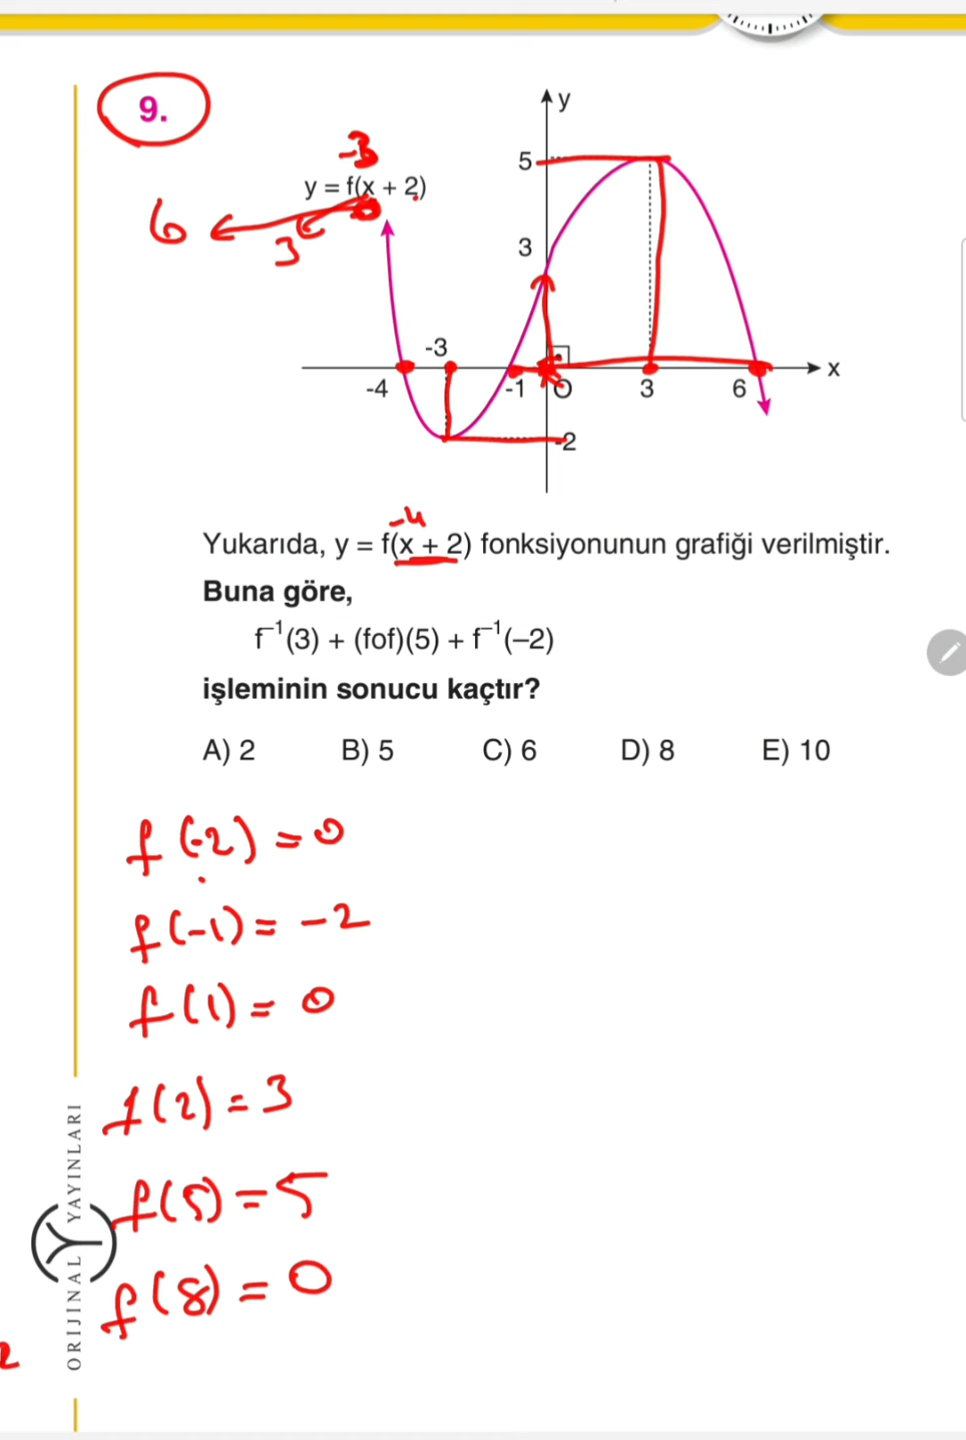 9.
-3
y = f(x + 2)
6
3
y
5
3
-3
-4
-1
O
3
6
x
-2
-4
Yukarıda, y = f(x + 2) fonksiyonunun grafiği verilmiştir.
Buna göre,
f⁻¹(3) + (fof)(5) + f⁻¹(–2)
işleminin sonucu kaçtır?
A) 2 B) 5 C) 6 D) 8 E) 10
f(-2) = 0
f(-1) = -2
f(1) = 0
f(2) = 3
f(5) = 5
f(8) = 0
ORIJINAL YAYINLARI
2